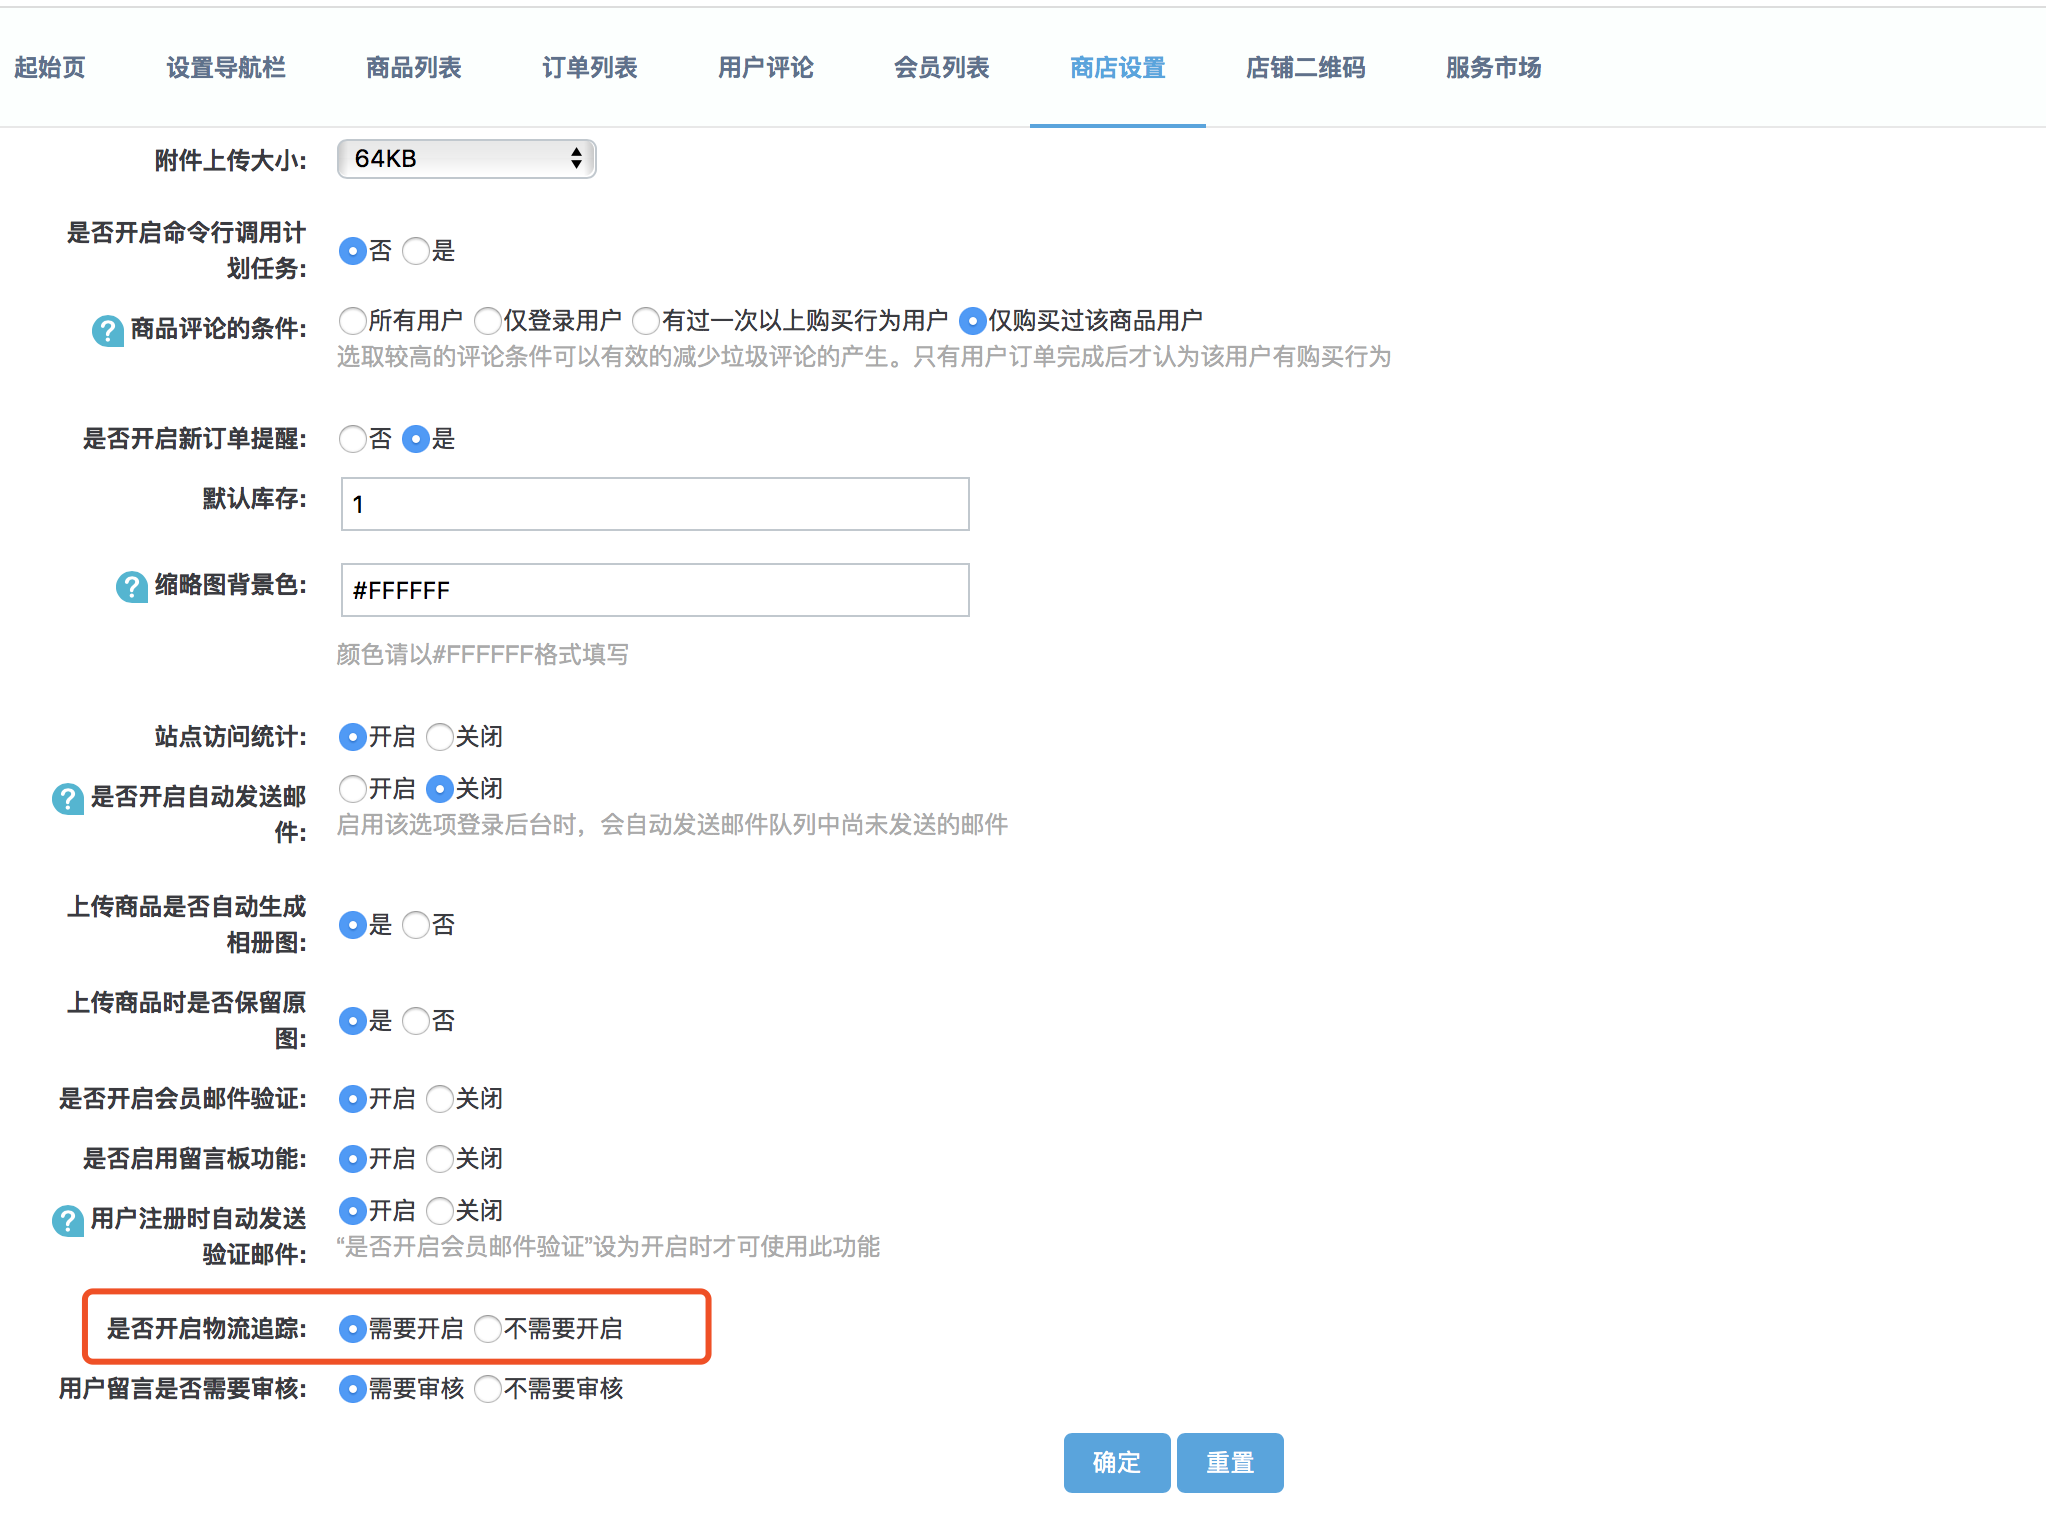 起始页 设置导航栏 商品列表 订单列表 用户评论 会员列表 商店设置 店铺二维码 服务市场
附件上传大小: 64KB
是否开启命令行调用计
划任务: 否 是
? 商品评论的条件: 所有用户 仅登录用户 有过一次以上购买行为用户 仅购买过该商品用户
选取较高的评论条件可以有效的减少垃圾评论的产生。只有用户订单完成后才认为该用户有购买行为
是否开启新订单提醒: 否 是
默认库存: 1
? 缩略图背景色: #FFFFFF
颜色请以#FFFFFF格式填写
站点访问统计: 开启 关闭
? 是否开启自动发送邮
件: 开启 关闭
启用该选项登录后台时，会自动发送邮件队列中尚未发送的邮件
上传商品是否自动生成
相册图: 是 否
上传商品时是否保留原
图: 是 否
是否开启会员邮件验证: 开启 关闭
是否启用留言板功能: 开启 关闭
? 用户注册时自动发送
验证邮件: 开启 关闭
“是否开启会员邮件验证”设为开启时才可使用此功能
是否开启物流追踪: 需要开启 不需要开启
用户留言是否需要审核: 需要审核 不需要审核
确定 重置